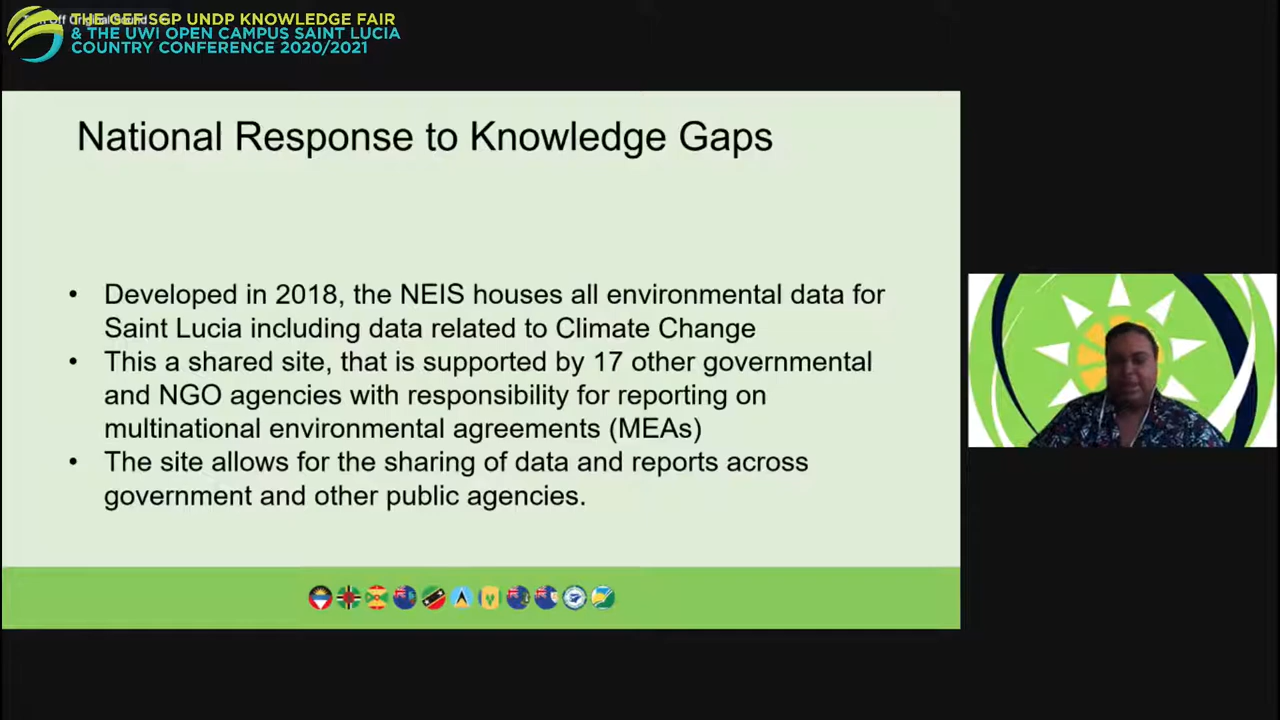 THE GEF SGP UNDP KNOWLEDGE FAIR
& THE UWI OPEN CAMPUS SAINT LUCIA
COUNTRY CONFERENCE 2020/2021
National Response to Knowledge Gaps
• Developed in 2018, the NEIS houses all environmental data for
Saint Lucia including data related to Climate Change
• This a shared site, that is supported by 17 other governmental
and NGO agencies with responsibility for reporting on
multinational environmental agreements (MEAs)
• The site allows for the sharing of data and reports across
government and other public agencies.